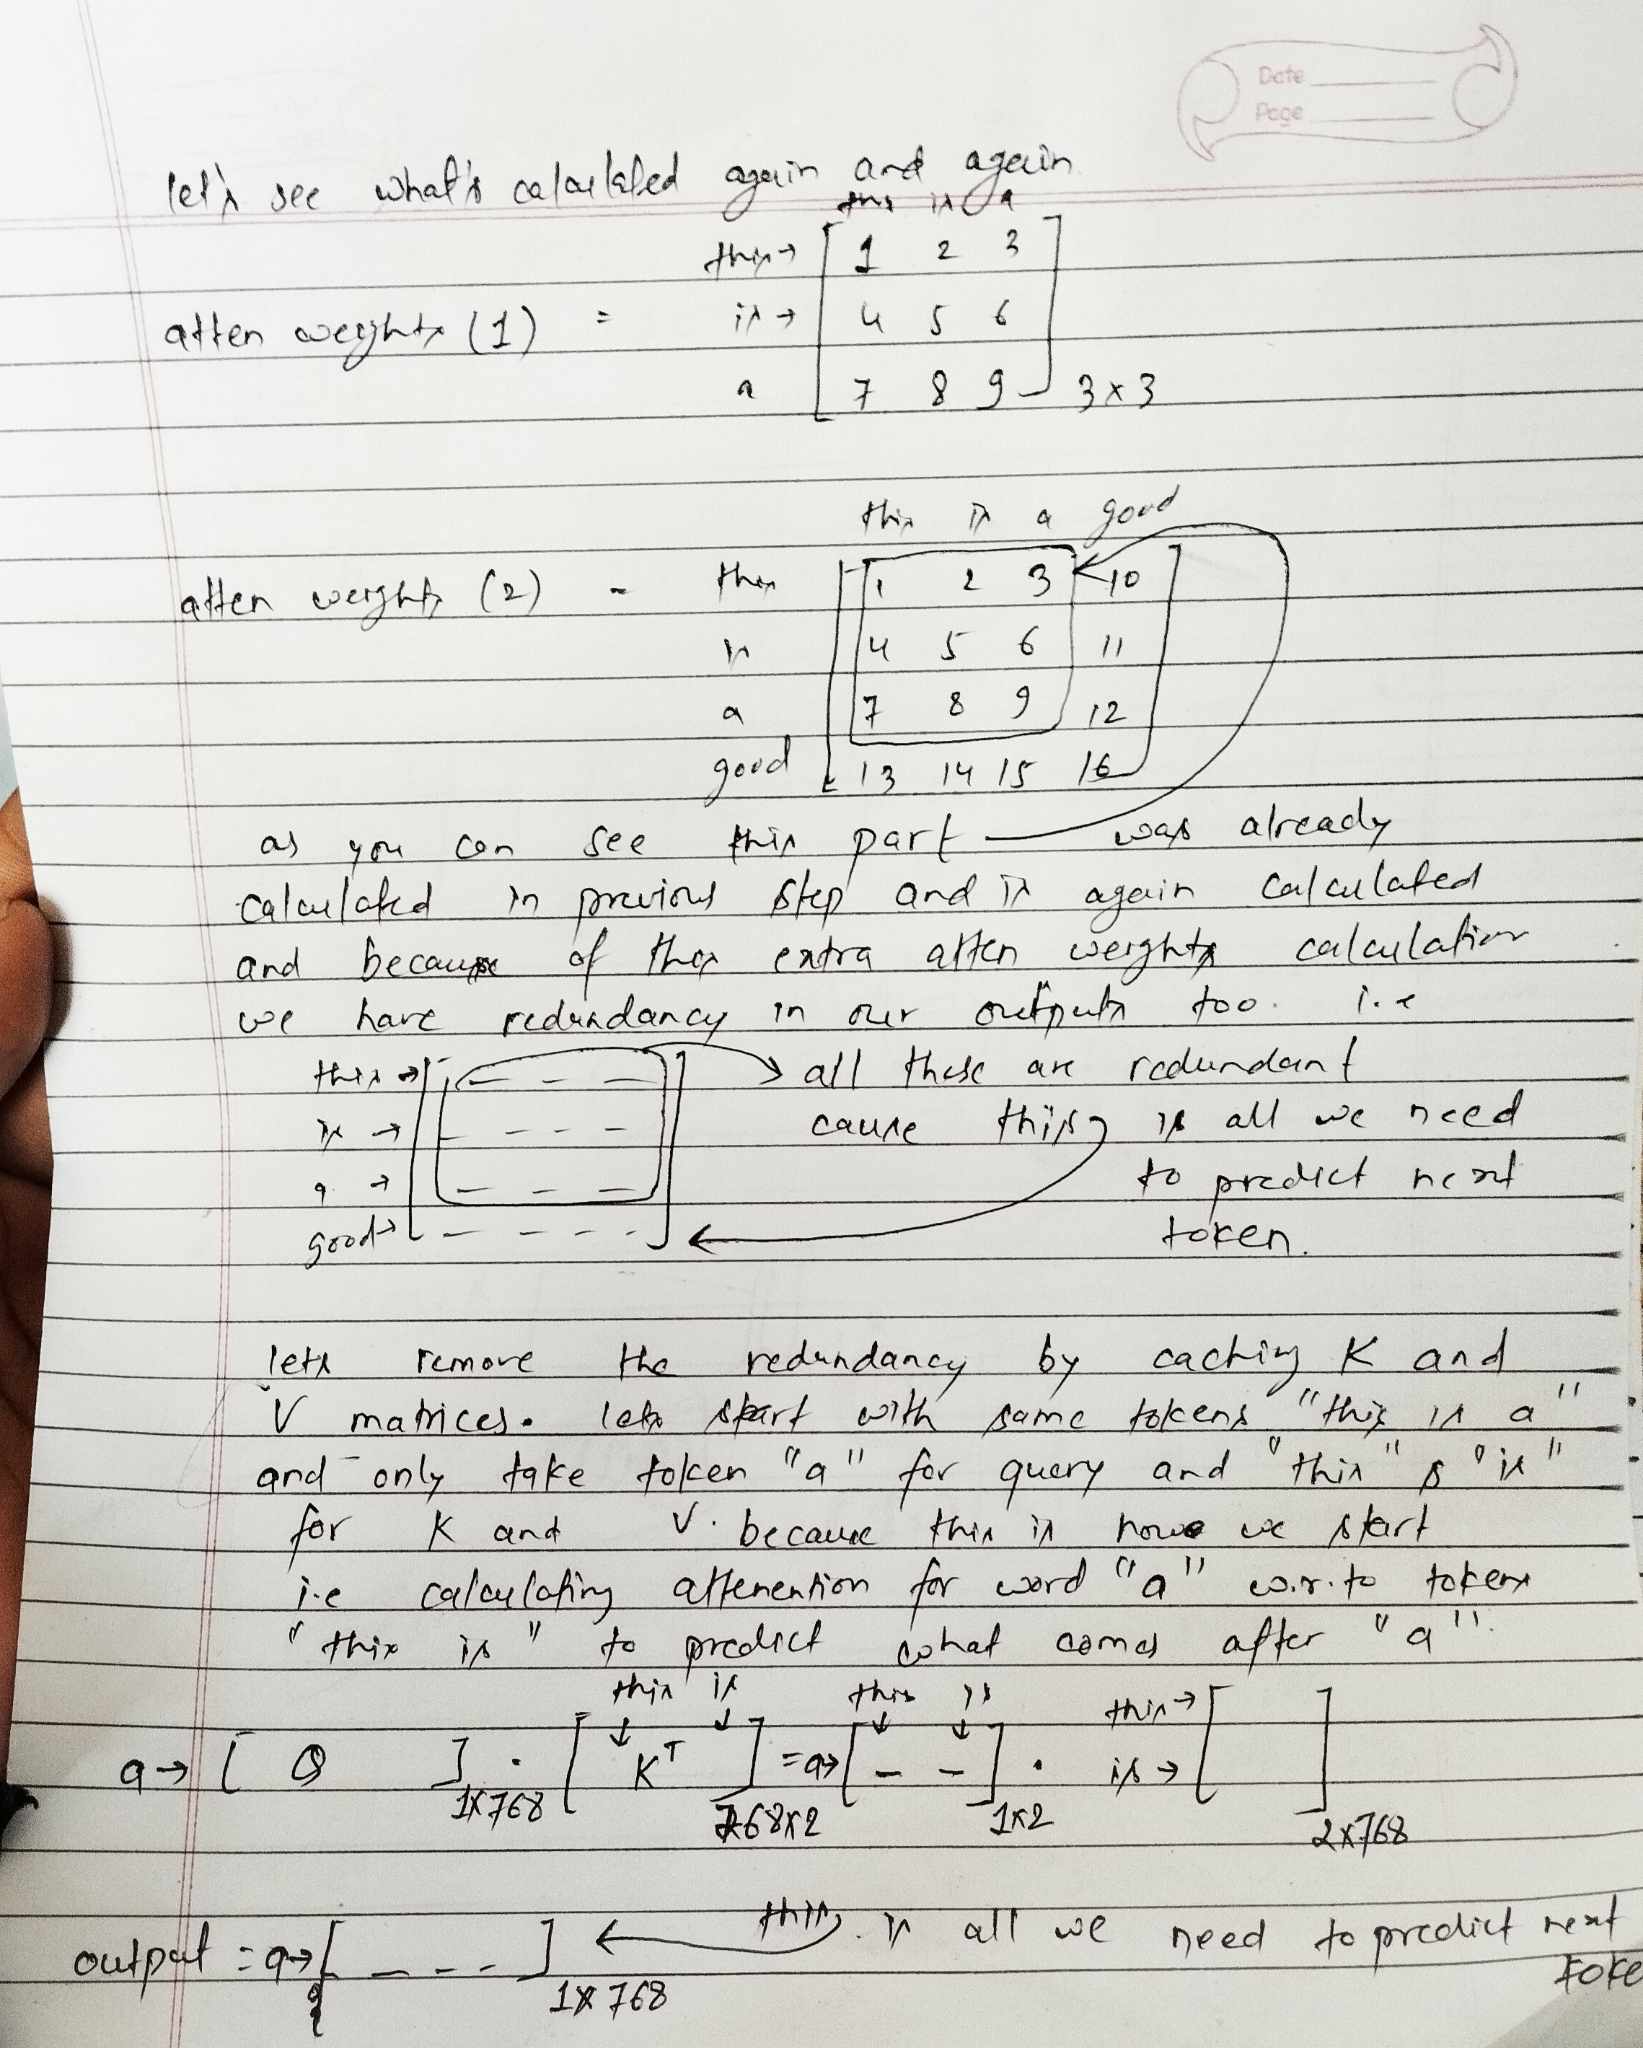 Date
Page
let's see what's calculated again and again
this is a
this→ [ 1 2 3 ]
atten weights (1) = is → 4 5 6
a 7 8 9 3x3
this is a good
atten weights (2) - this 1 2 3 10
is 4 5 6 11
a 7 8 9 12
good 13 14 15 16
as you can see this part was already
calculated in previous step and is again calculated
and because of this extra atten weights calculation
we have redundancy in our outputs too. i.e
this → [ - - - ] → all these are redundant
is → - - - - cause this is all we need
a → - - - to predict next
good→ - - - - token.
lets remove the redundancy by caching K and
V matrices. lets start with same tokens "this is a"
and only take token "a" for query and "this" & "is"
for K and V. because this is how we start
i.e calculating attenention for word "a" w.r.to tokens
"this is" to predict what comes after "a".
this is this is this→
a→ [ Q ] . [ K^T ] = a→ [ - - ] . is → [ ]
1x768 768x2 1x2 2x768
output = a→ [ - - - - ] ← this is all we need to predict next
1x768 toke